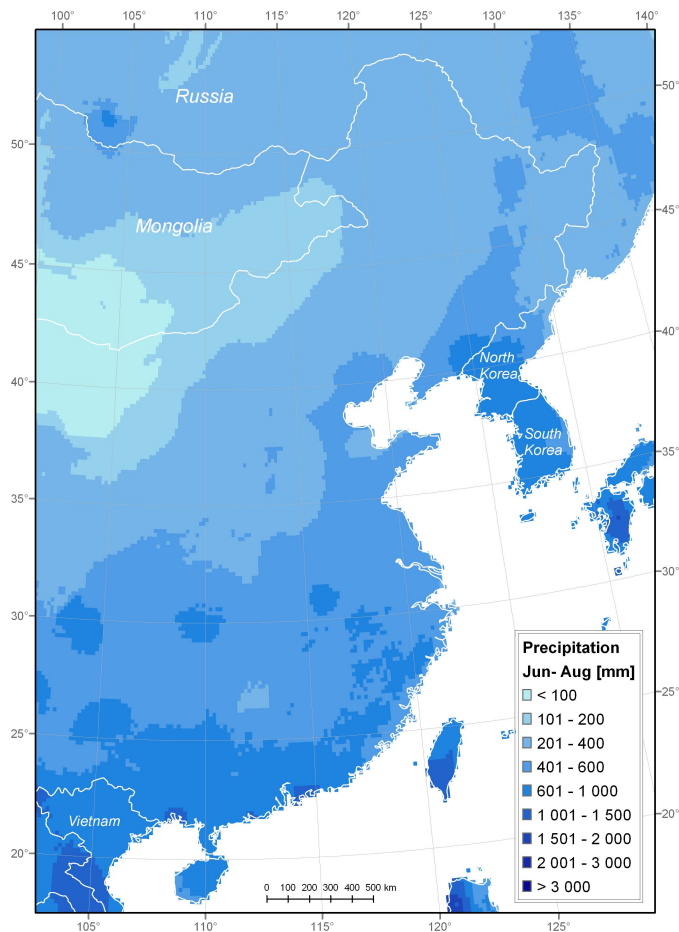 100° 105° 110° 115° 120° 125° 130° 135° 140°
50°
Russia
50°
Mongolia
45°
45°
40°
North
Korea
40°
South
Korea
35°
35°
30°
30°
Precipitation
Jun- Aug [mm]
< 100
25°
101 - 200
25°
201 - 400
401 - 600
601 - 1 000
Vietnam
1 001 - 1 500
20°
1 501 - 2 000
20°
2 001 - 3 000
0 100 200 300 400 500 km
> 3 000
105° 110° 115° 120° 125°